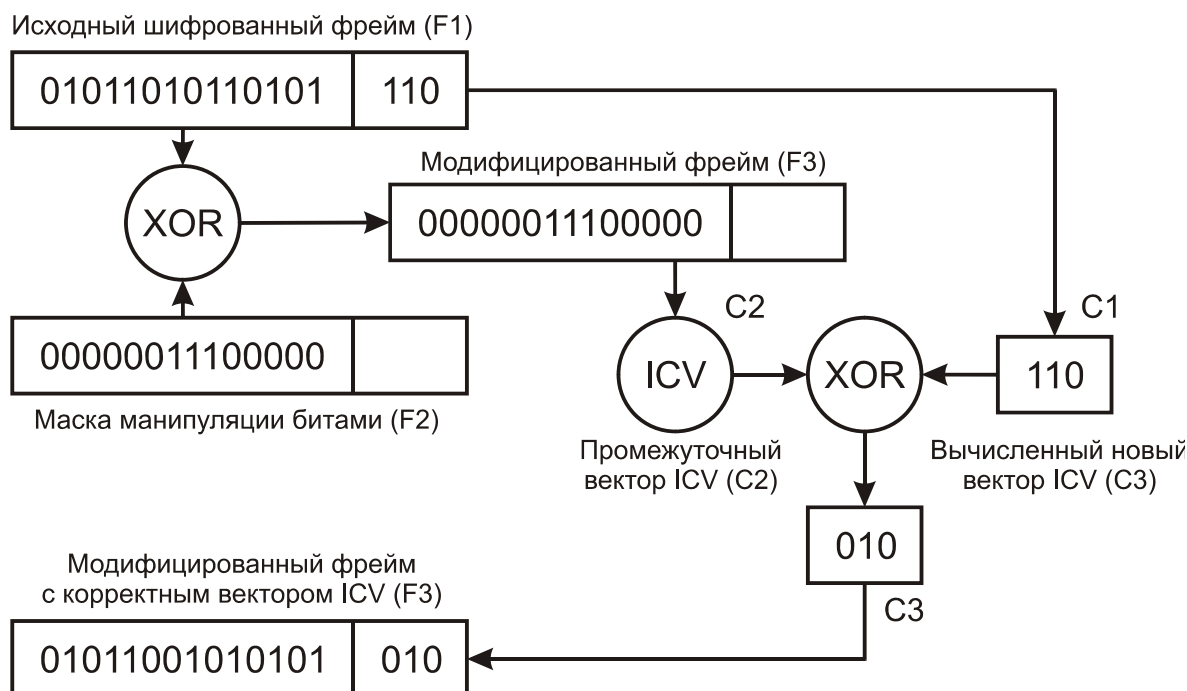 Исходный шифрованный фрейм (F1)
01011010110101 110
Модифицированный фрейм (F3)
XOR
00000011100000
C2
C1
00000011100000
ICV
XOR
110
Маска манипуляции битами (F2)
Промежуточный
вектор ICV (C2)
Вычисленный новый
вектор ICV (C3)
010
Модифицированный фрейм
с корректным вектором ICV (F3)
C3
01011001010101 010